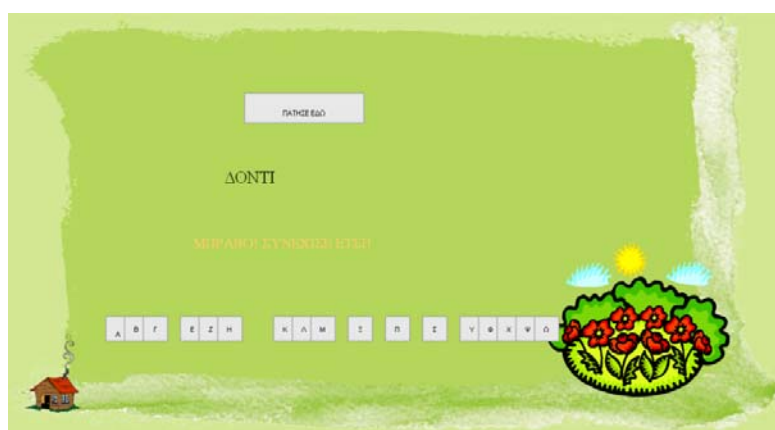 ΠΑΤΗΣΕ ΕΔΩ
ΔΟΝΤΙ
ΜΠΡΑΒΟ! ΣΥΝΕΧΙΣΕ ΕΤΣΙ!
Α Β Γ Ε Ζ Η Κ Λ Μ Ξ Π Σ Υ Φ Χ Ψ Ω